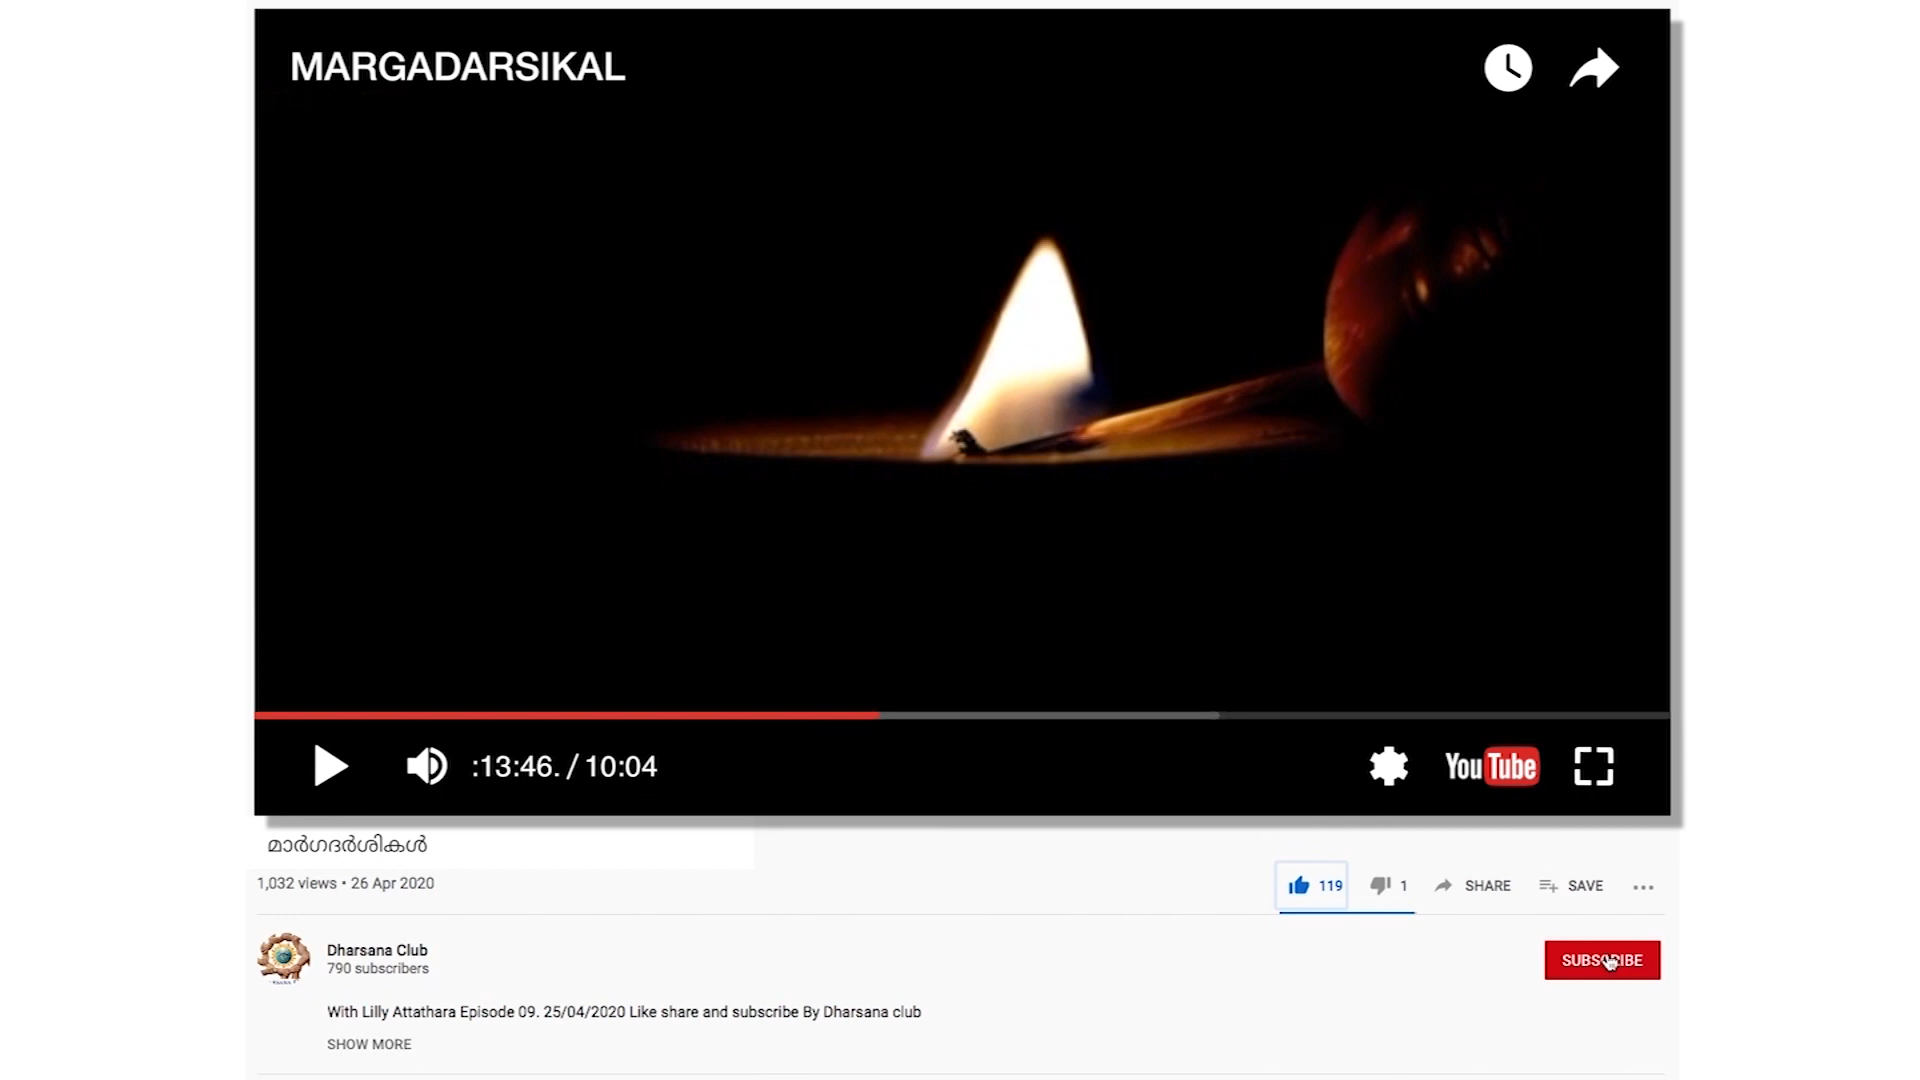 MARGADARSIKAL
:13:46. / 10:04
YouTube
മാർഗദർശികൾ
1,032 views • 26 Apr 2020
119
1
SHARE
SAVE
Dharsana Club
790 subscribers
SUBSCRIBE
With Lilly Attathara Episode 09. 25/04/2020 Like share and subscribe By Dharsana club
SHOW MORE